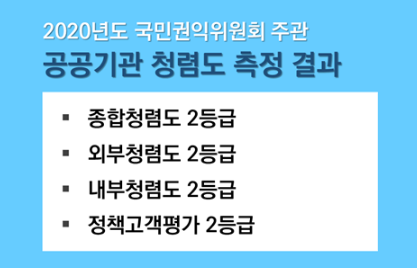 2020년도 국민권익위원회 주관
공공기관 청렴도 측정 결과
▪ 종합청렴도 2등급
▪ 외부청렴도 2등급
▪ 내부청렴도 2등급
▪ 정책고객평가 2등급